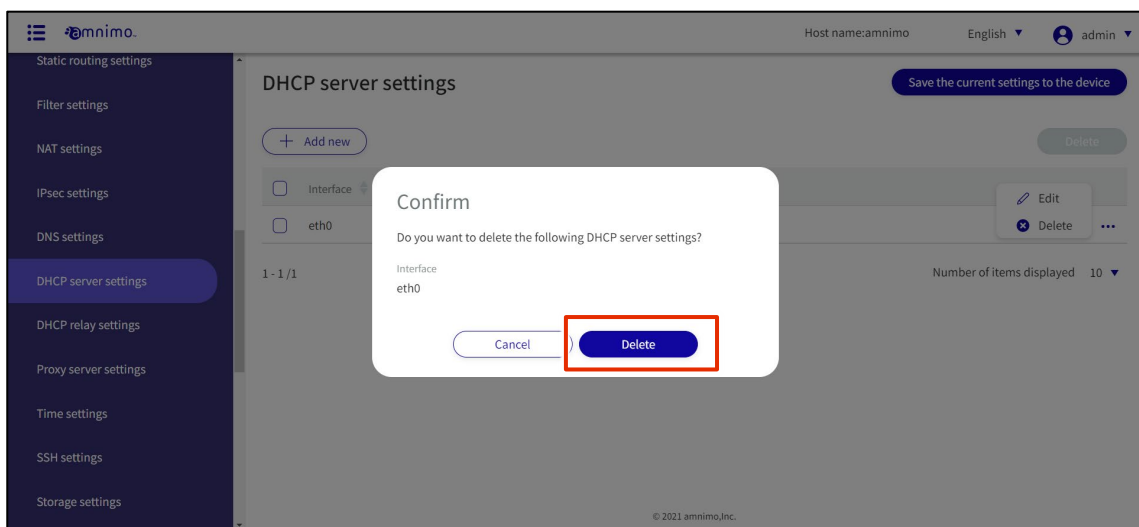 amnimo.
Host name:amnimo
English
admin
Static routing settings
Filter settings
NAT settings
IPsec settings
DNS settings
DHCP server settings
DHCP relay settings
Proxy server settings
Time settings
SSH settings
Storage settings
DHCP server settings
Save the current settings to the device
+ Add new
Delete
Interface
eth0
Edit
Delete
1 - 1 /1
Number of items displayed 10
Confirm
Do you want to delete the following DHCP server settings?
Interface
eth0
Cancel
Delete
© 2021 amnimo,Inc.